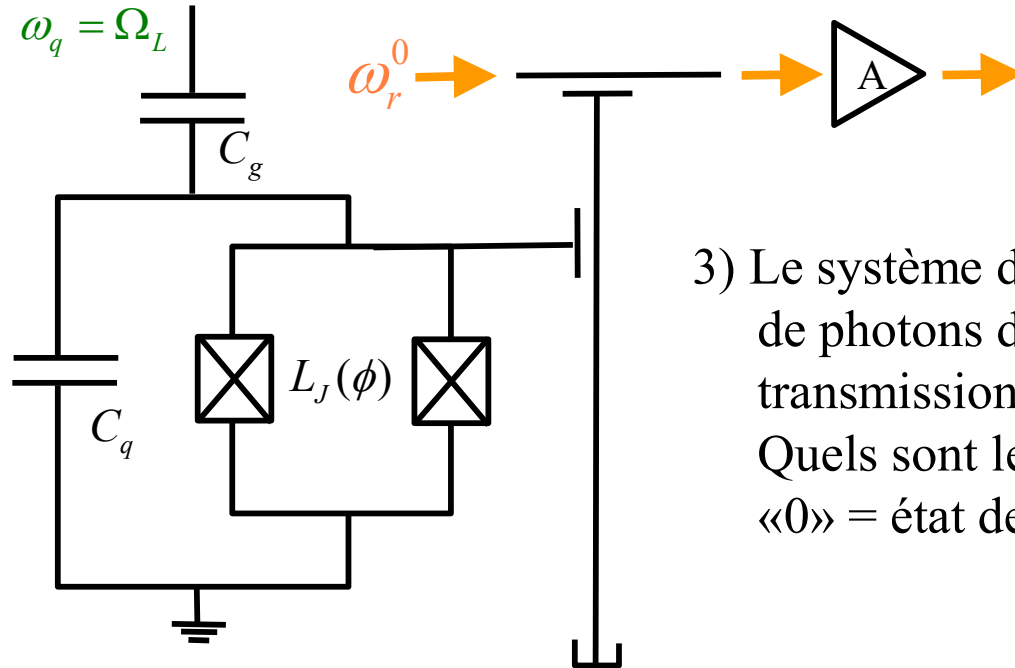 ω_q = Ω_L
ω_r^0
A
C_g
L_J(ϕ)
C_q
3) Le système d
de photons d
transmission
Quels sont le
«0» = état de